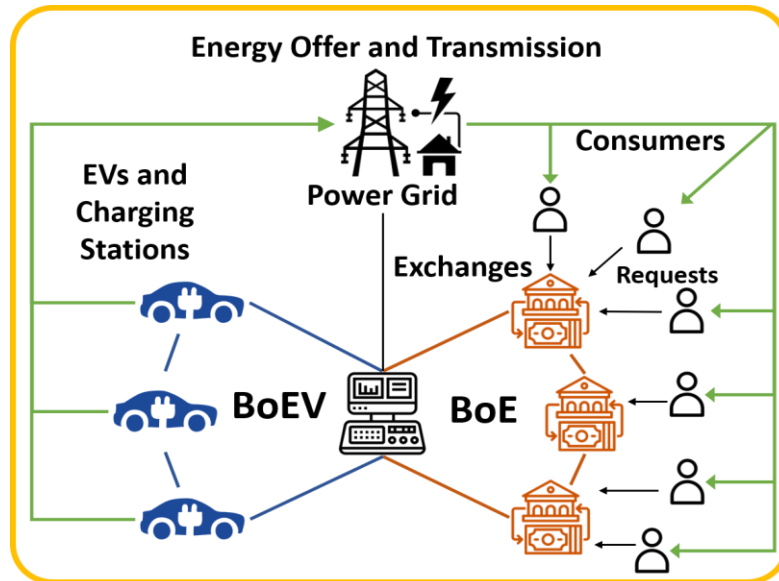 Energy Offer and Transmission
Consumers
EVs and
Charging
Stations
Power Grid
Exchanges
Requests
BoEV
BoE